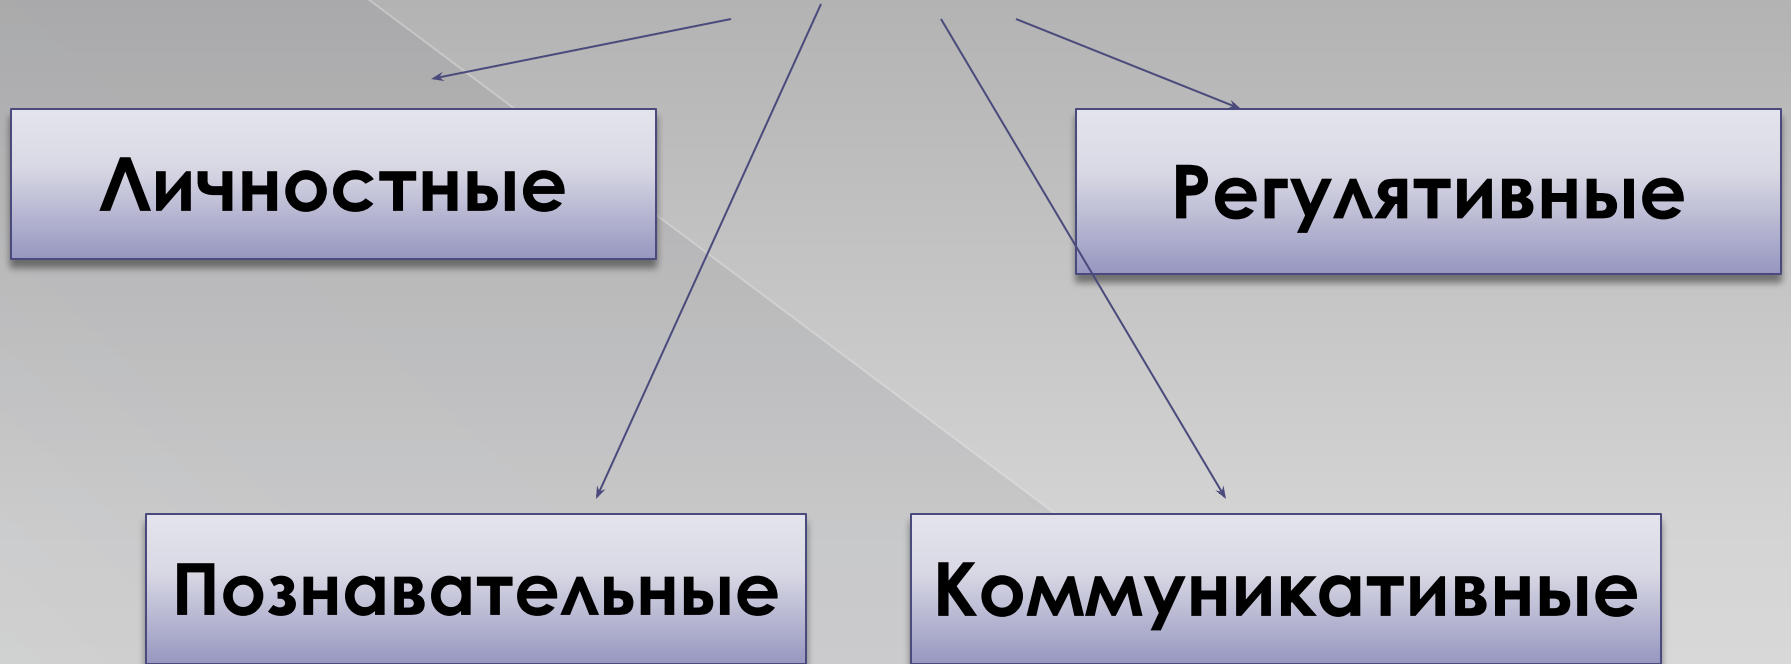 Личностные
Регулятивные
Познавательные
Коммуникативные